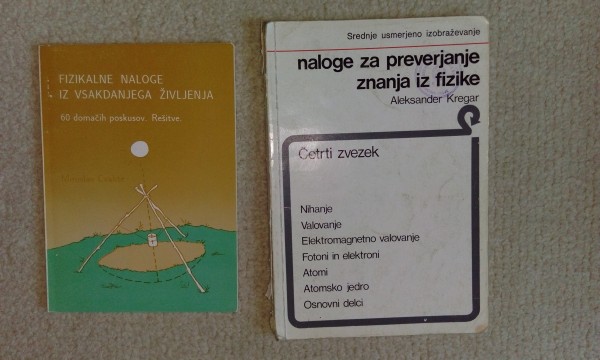 FIZIKALNE NALOGE
IZ VSAKDANJEGA ŽIVLJENJA
60 domačih poskusov. Rešitve.
Srednje usmerjeno izobraževanje
naloge za preverjanje
znanja iz fizike
Aleksander Kregar
Četrti zvezek
Nihanje
Valovanje
Elektromagnetno valovanje
Fotoni in elektroni
Atomi
Atomsko jedro
Osnovni delci